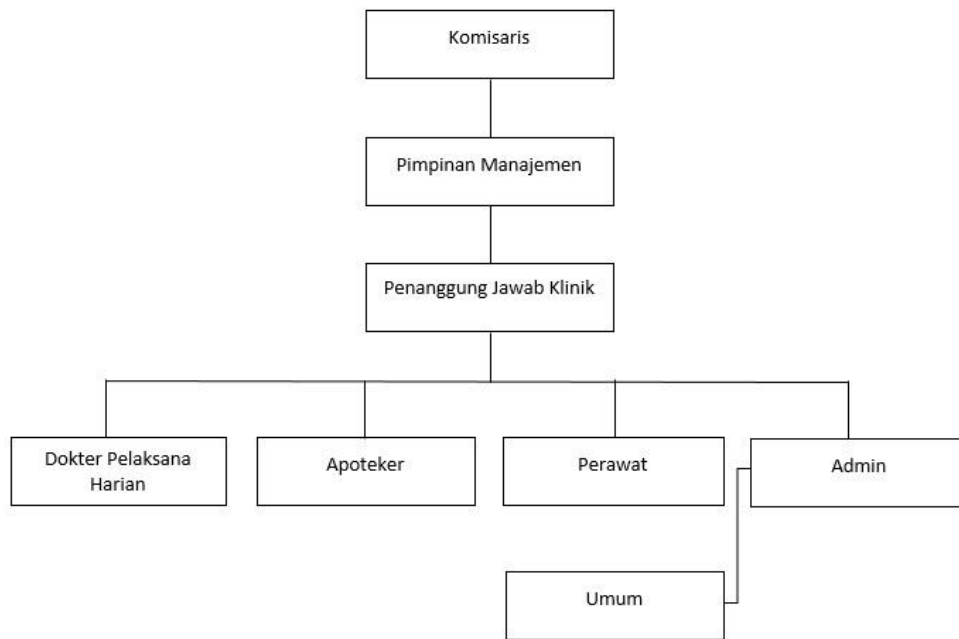 Komisaris
Pimpinan Manajemen
Penanggung Jawab Klinik
Dokter Pelaksana
Harian
Apoteker
Perawat
Admin
Umum